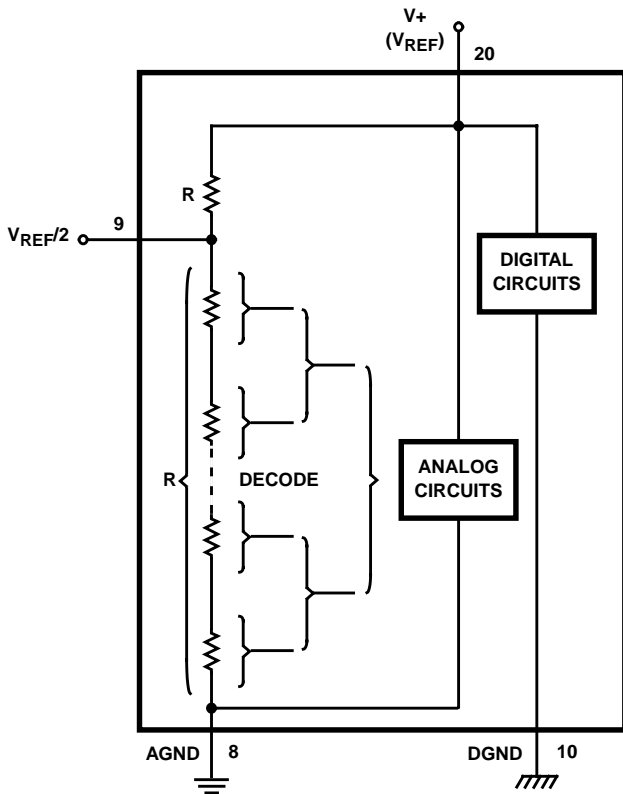 V+
(VREF)
20
R
9
VREF/2
DIGITAL
CIRCUITS
R
DECODE
ANALOG
CIRCUITS
AGND
8
DGND
10